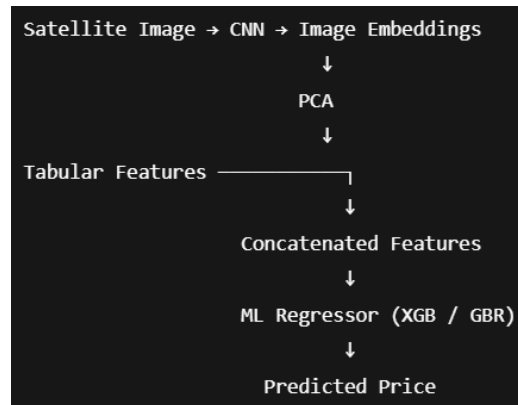 Satellite Image → CNN → Image Embeddings
↓
PCA
↓
Tabular Features ───────────┐
↓
Concatenated Features
↓
ML Regressor (XGB / GBR)
↓
Predicted Price